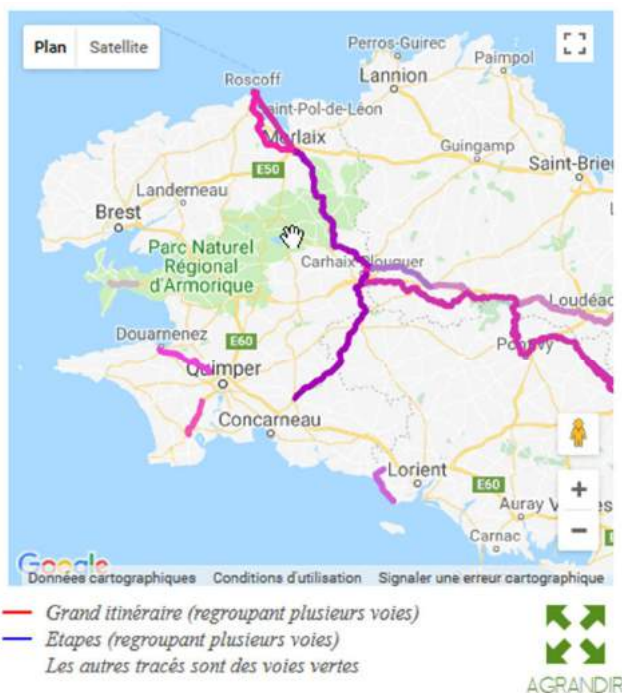 Plan Satellite
Perros-Guirec
Paimpol
Lannion
Roscoff
aint-Pol-de-Léon
Morlaix
Guingamp
E50
Saint-Brie
Landerneau
Brest
Parc Naturel
Régional
d'Armorique
Carhaix-Plouguer
Loudéac
Douarnenez
E60
Pontivy
Quimper
Concarneau
Lorient
E60
Auray
Carnac
Google
Données cartographiques Conditions d'utilisation Signaler une erreur cartographique
Grand itinéraire (regroupant plusieurs voies)
Etapes (regroupant plusieurs voies)
Les autres tracés sont des voies vertes
AGRANDIR